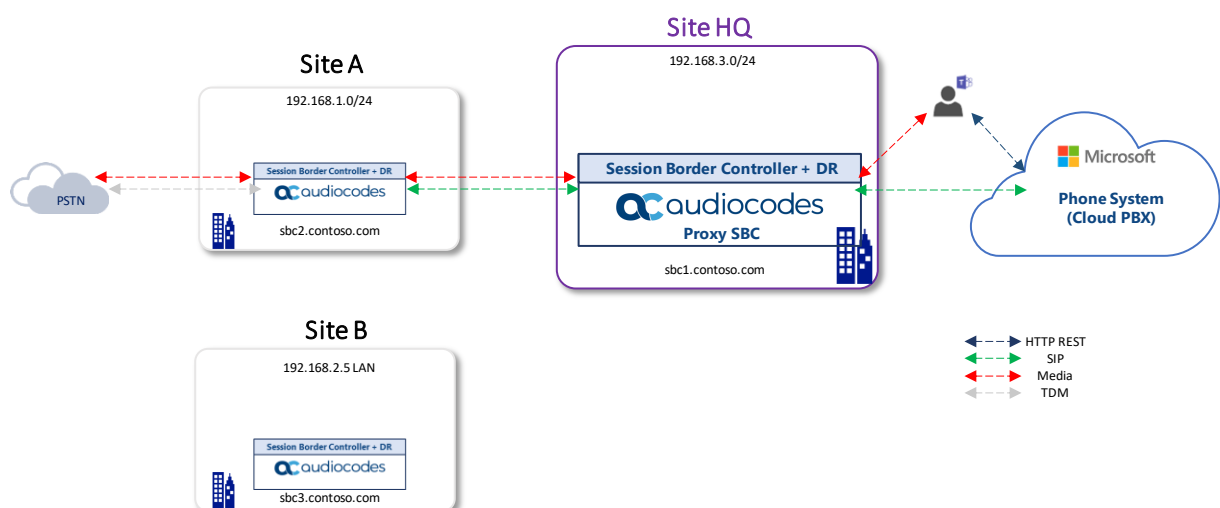 Site HQ
192.168.3.0/24
Site A
192.168.1.0/24
T
Microsoft
Session Border Controller + DR
audiocodes
Proxy SBC
Session Border Controller + DR
audiocodes
PSTN
Phone System
(Cloud PBX)
sbc2.contoso.com
sbc1.contoso.com
Site B
192.168.2.5 LAN
HTTP REST
SIP
Media
TDM
Session Border Controller + DR
audiocodes
sbc3.contoso.com